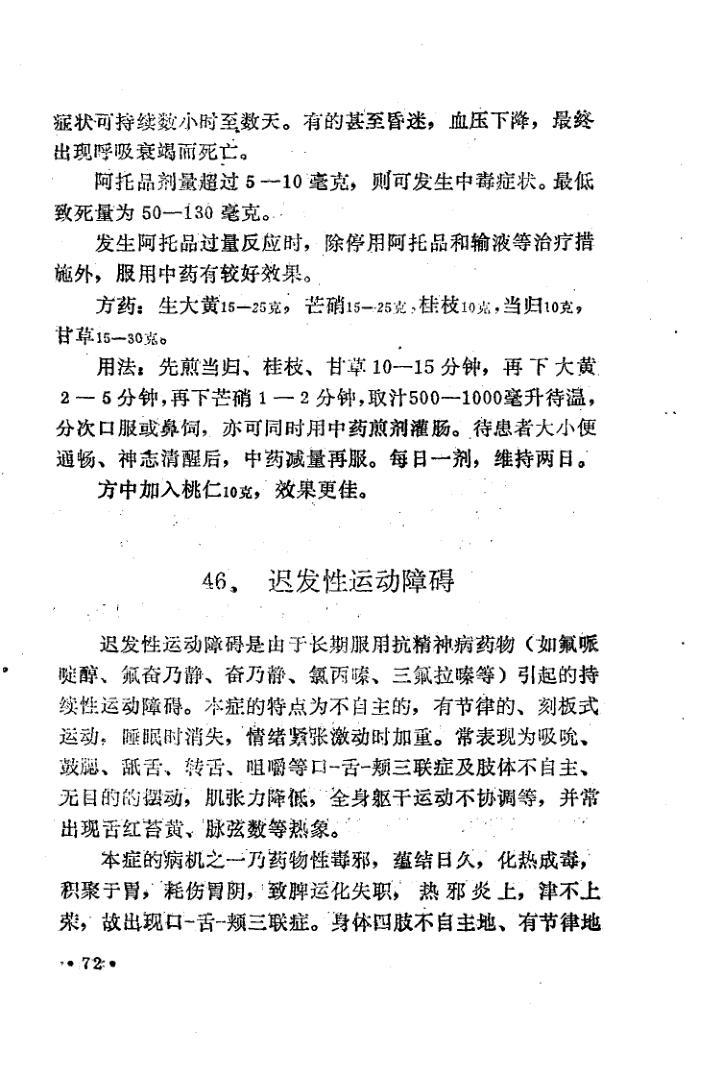 症状可持续数小时至数天。有的甚至昏迷，血压下降，最终
出现呼吸衰竭而死亡。
阿托品剂量超过5—10毫克，则可发生中毒症状。最低
致死量为50—130毫克。
发生阿托品过量反应时，除停用阿托品和输液等治疗措
施外，服用中药有较好效果。
方药：生大黄15—25克，芒硝15—25克，桂枝10克，当归10克，
甘草15—30克。
用法：先煎当归、桂枝、甘草10—15分钟，再下大黄
2—5分钟，再下芒硝1—2分钟，取汁500—1000毫升待温，
分次口服或鼻饲，亦可同时用中药煎剂灌肠。待患者大小便
通畅、神志清醒后，中药减量再服。每日一剂，维持两日。
方中加入桃仁10克，效果更佳。
46、迟发性运动障碍
迟发性运动障碍是由于长期服用抗精神病药物（如氟哌
啶醇、氟奋乃静、奋乃静、氯丙嗪、三氟拉嗪等）引起的持
续性运动障碍。本症的特点为不自主的，有节律的、刻板式
运动，睡眠时消失，情绪紧张激动时加重。常表现为吸吮、
鼓腮、舐舌、转舌、咀嚼等口-舌-颊三联症及肢体不自主、
无目的的摆动，肌张力降低，全身躯干运动不协调等，并常
出现舌红苔黄、脉弦数等热象。
本症的病机之一乃药物性毒邪，蕴结日久，化热成毒，
积聚于胃，耗伤胃阴，致脾运化失职，热邪炎上，津不上
荣，故出现口-舌-颊三联症。身体四肢不自主地、有节律地
•72•